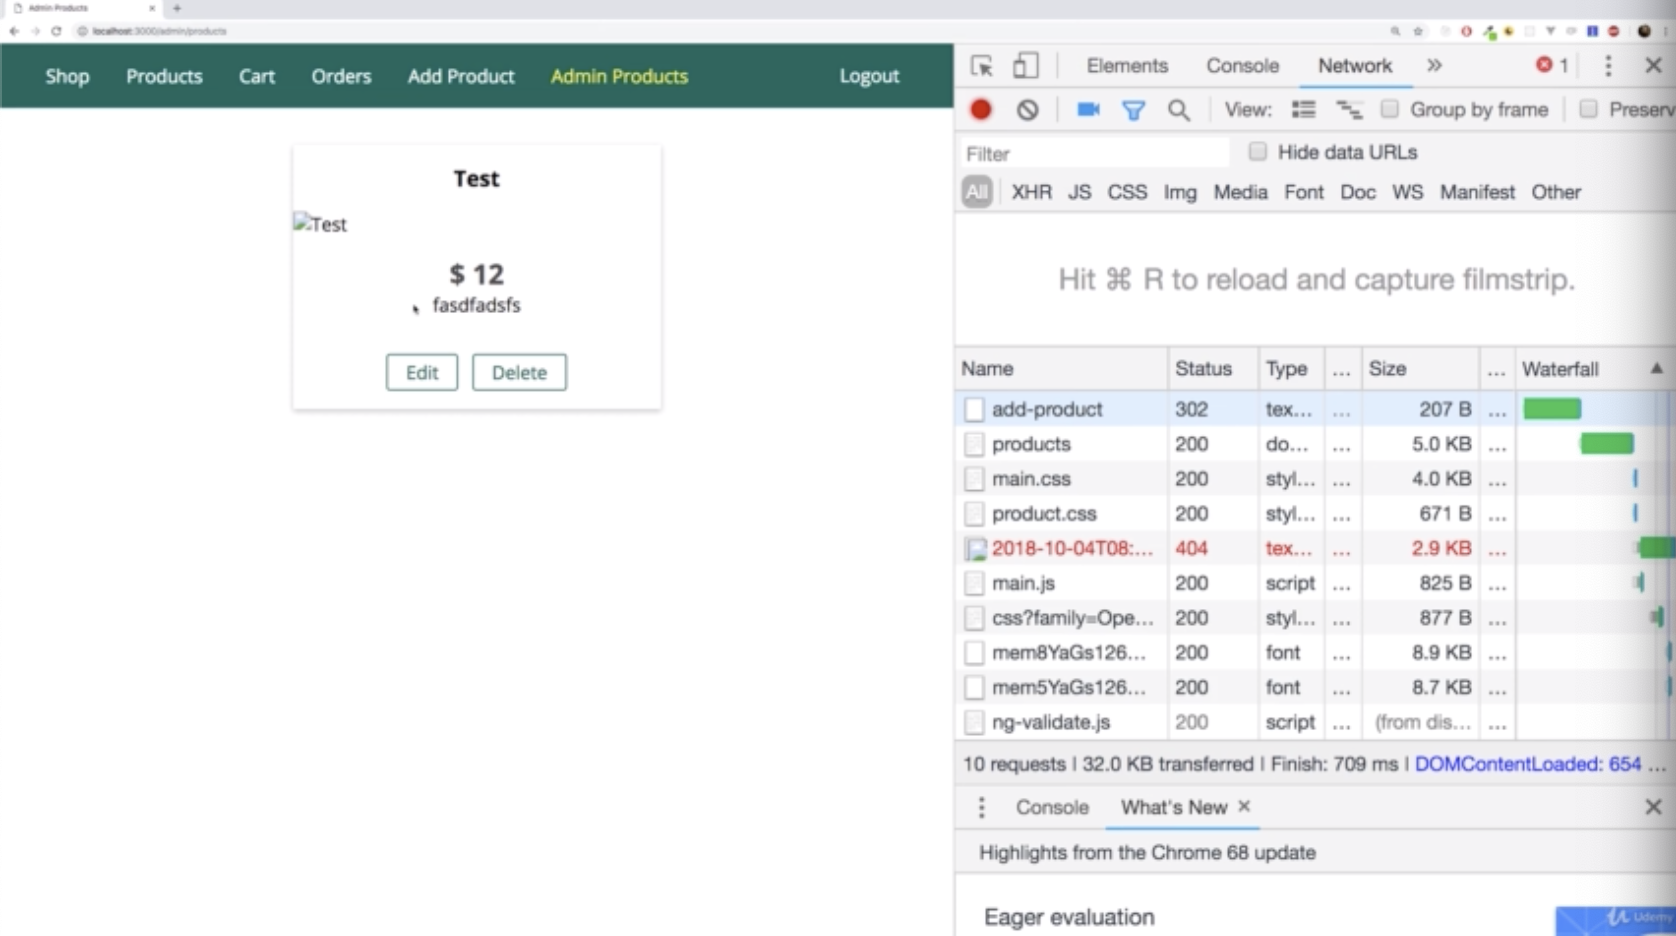 Admin Products
localhost:3000/admin/products
Shop Products Cart Orders Add Product Admin Products Logout
Test
Test
$ 12
fasdfadsfs
Edit Delete
Elements Console Network 1
View: Group by frame Preserv
Filter Hide data URLs
All XHR JS CSS Img Media Font Doc WS Manifest Other
Hit ⌘ R to reload and capture filmstrip.
Name Status Type ... Size ... Waterfall
add-product 302 tex... ... 207 B ...
products 200 do... ... 5.0 KB ...
main.css 200 styl... ... 4.0 KB ...
product.css 200 styl... ... 671 B ...
2018-10-04T08:... 404 tex... ... 2.9 KB ...
main.js 200 script ... 825 B ...
css?family=Ope... 200 styl... ... 877 B ...
mem8YaGs126... 200 font ... 8.9 KB ...
mem5YaGs126... 200 font ... 8.7 KB ...
ng-validate.js 200 script ... (from dis... ...
10 requests | 32.0 KB transferred | Finish: 709 ms | DOMContentLoaded: 654 ...
Console What's New
Highlights from the Chrome 68 update
Eager evaluation
Udemy